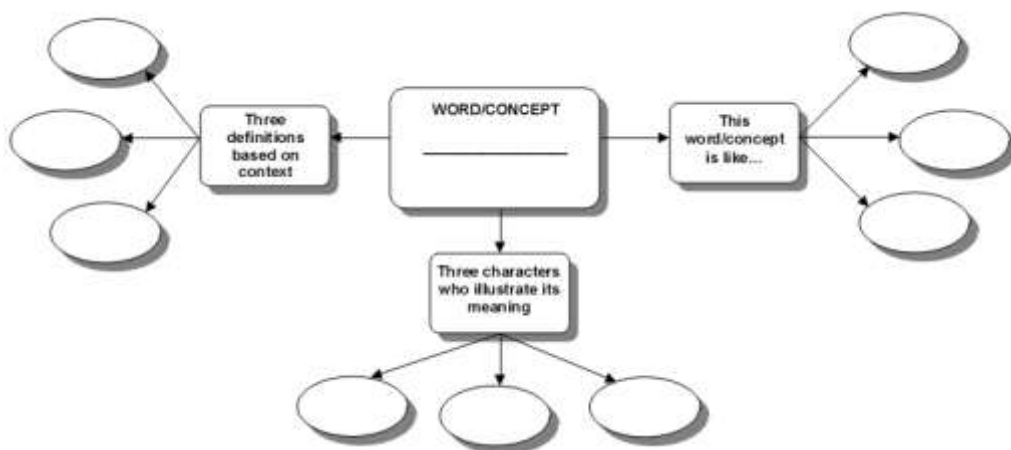 WORD/CONCEPT
Three
definitions
based on
context
This
word/concept
is like...
Three characters
who illustrate its
meaning